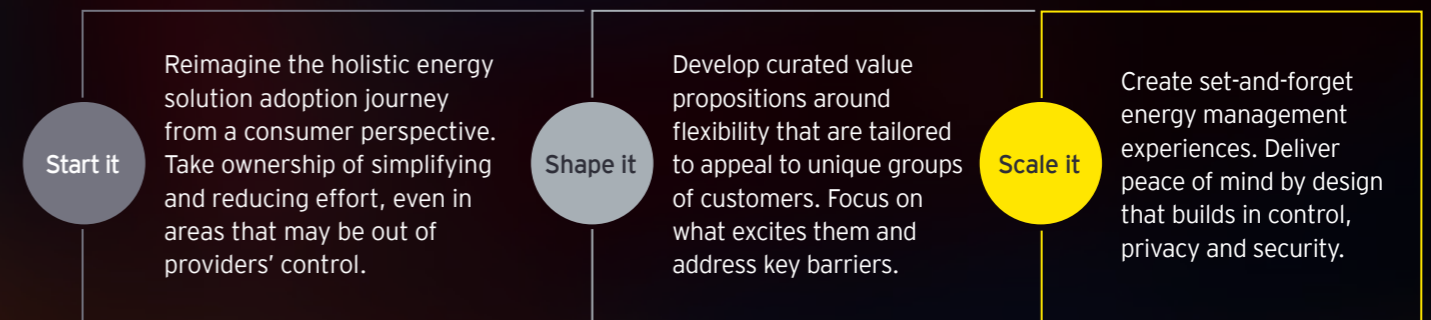 Start it
Reimagine the holistic energy
solution adoption journey
from a consumer perspective.
Take ownership of simplifying
and reducing effort, even in
areas that may be out of
providers’ control.
Shape it
Develop curated value
propositions around
flexibility that are tailored
to appeal to unique groups
of customers. Focus on
what excites them and
address key barriers.
Scale it
Create set-and-forget
energy management
experiences. Deliver
peace of mind by design
that builds in control,
privacy and security.